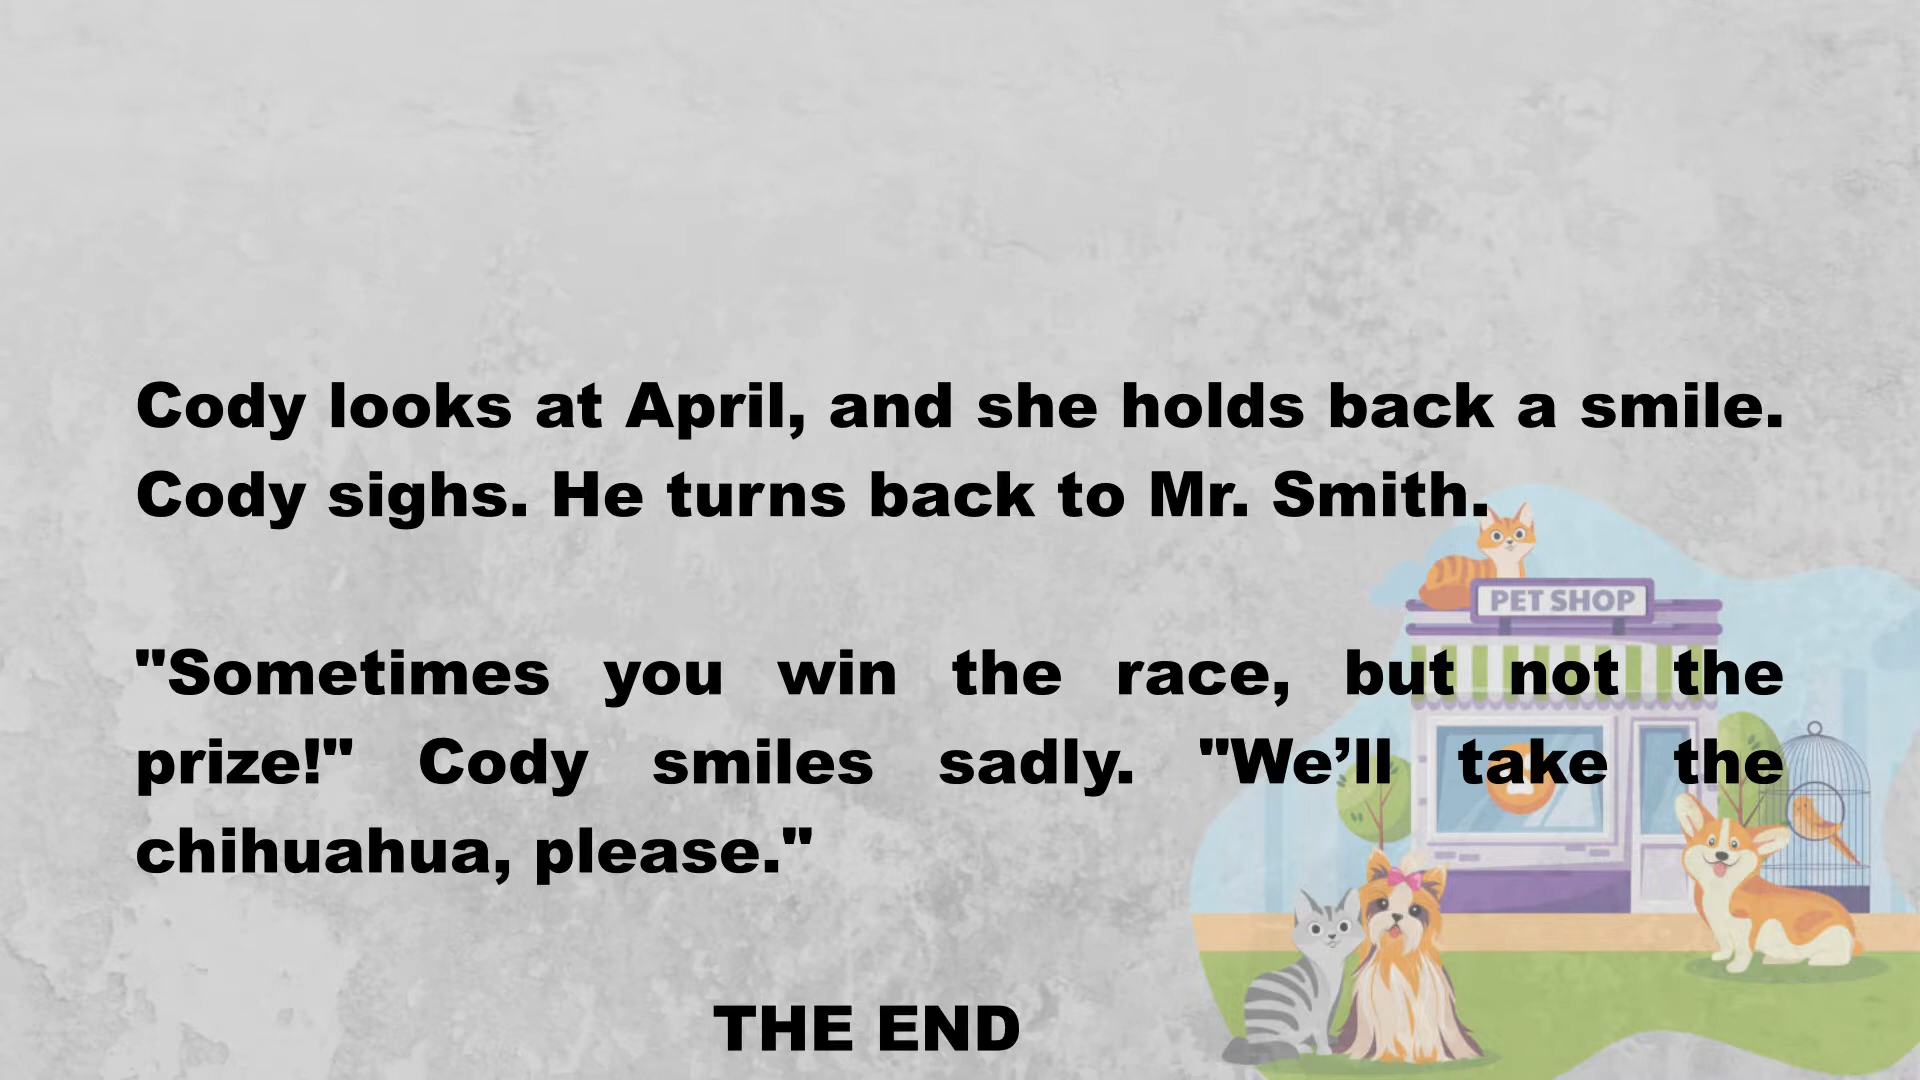 Cody looks at April, and she holds back a smile.
Cody sighs. He turns back to Mr. Smith.
PET SHOP
"Sometimes you win the race, but not the
prize!" Cody smiles sadly. "We’ll take the
chihuahua, please."
THE END